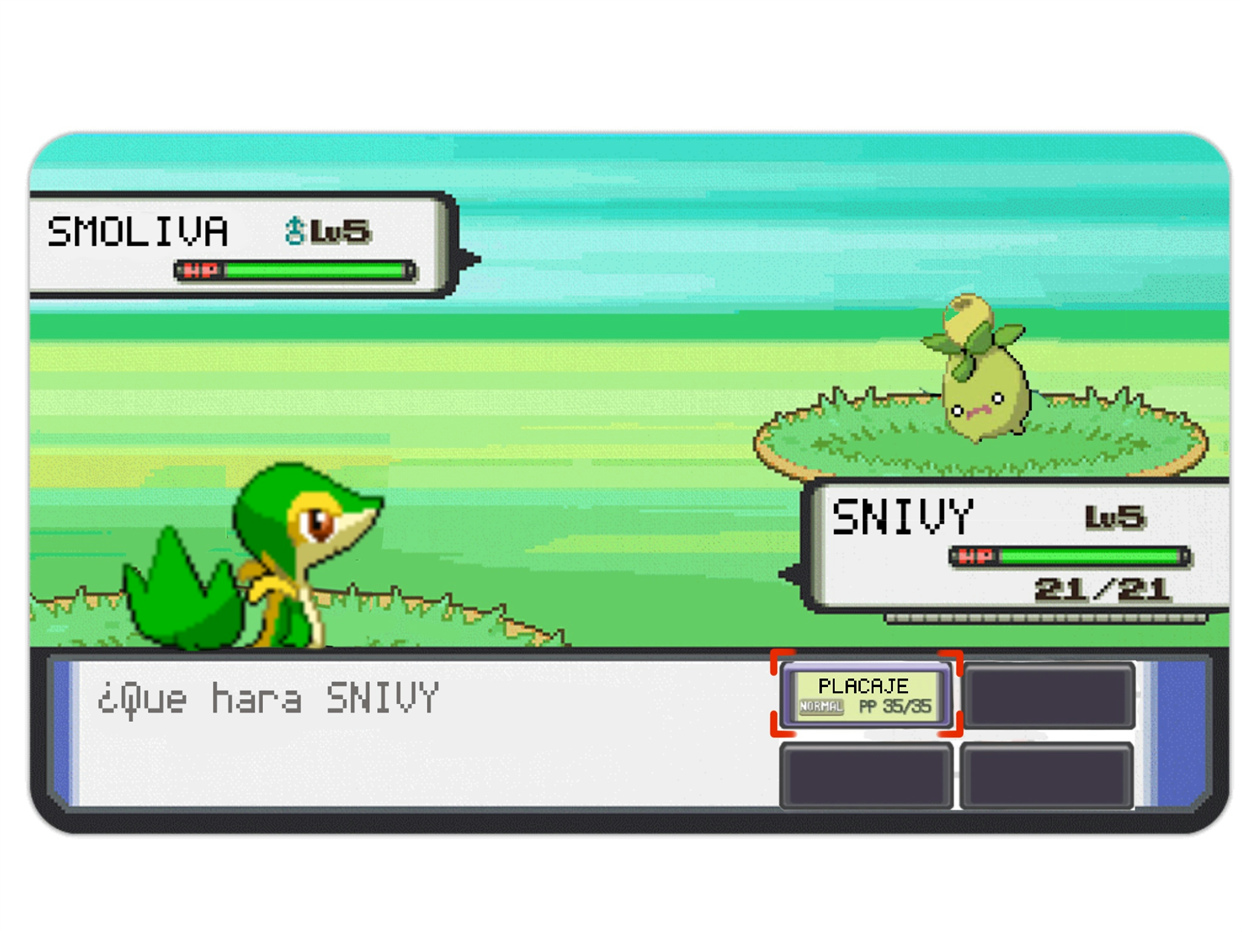 SMOLIVA ♂Lv5
HP
SNIVY Lv5
HP
21/21
¿Que hara SNIVY
PLACAJE
NORMAL PP 35/35